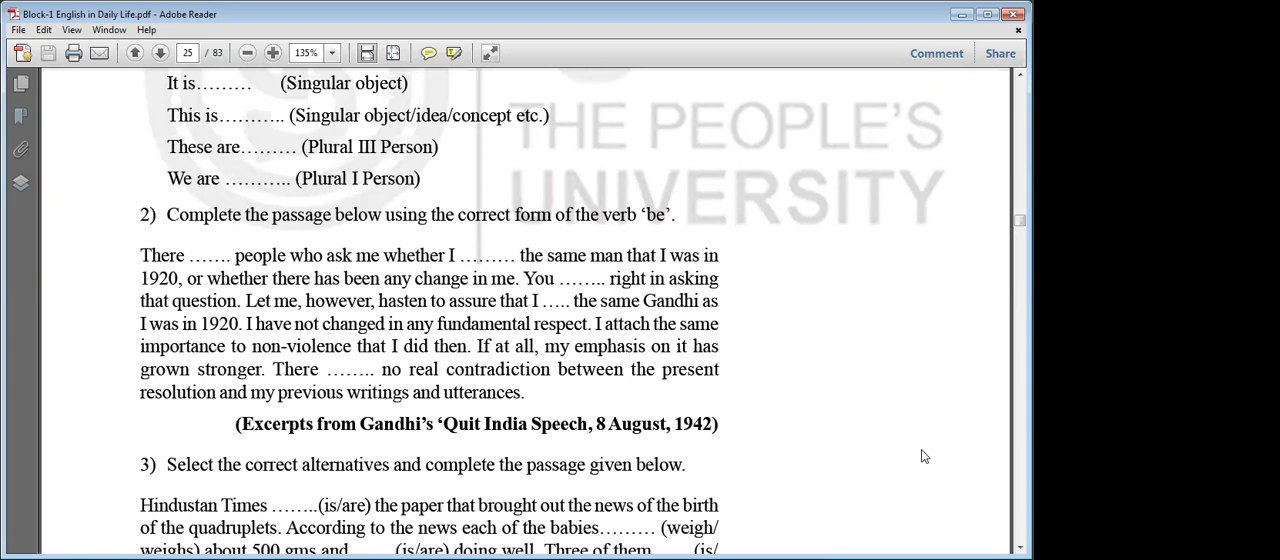 Block-1 English in Daily Life.pdf - Adobe Reader
File Edit View Window Help
25 / 83 135% Comment Share
It is……… (Singular object)
This is……….. (Singular object/idea/concept etc.)
These are……… (Plural III Person)
We are ……….. (Plural I Person)
THE PEOPLE'S
UNIVERSITY
2) Complete the passage below using the correct form of the verb ‘be’.
There ……. people who ask me whether I ……… the same man that I was in
1920, or whether there has been any change in me. You …….. right in asking
that question. Let me, however, hasten to assure that I ….. the same Gandhi as
I was in 1920. I have not changed in any fundamental respect. I attach the same
importance to non-violence that I did then. If at all, my emphasis on it has
grown stronger. There …….. no real contradiction between the present
resolution and my previous writings and utterances.
(Excerpts from Gandhi’s ‘Quit India Speech, 8 August, 1942)
3) Select the correct alternatives and complete the passage given below.
Hindustan Times ……..(is/are) the paper that brought out the news of the birth
of the quadruplets. According to the news each of the babies……… (weigh/
weighs) about 500 gms and ____ (is/are) doing well. Three of them ___ (is/